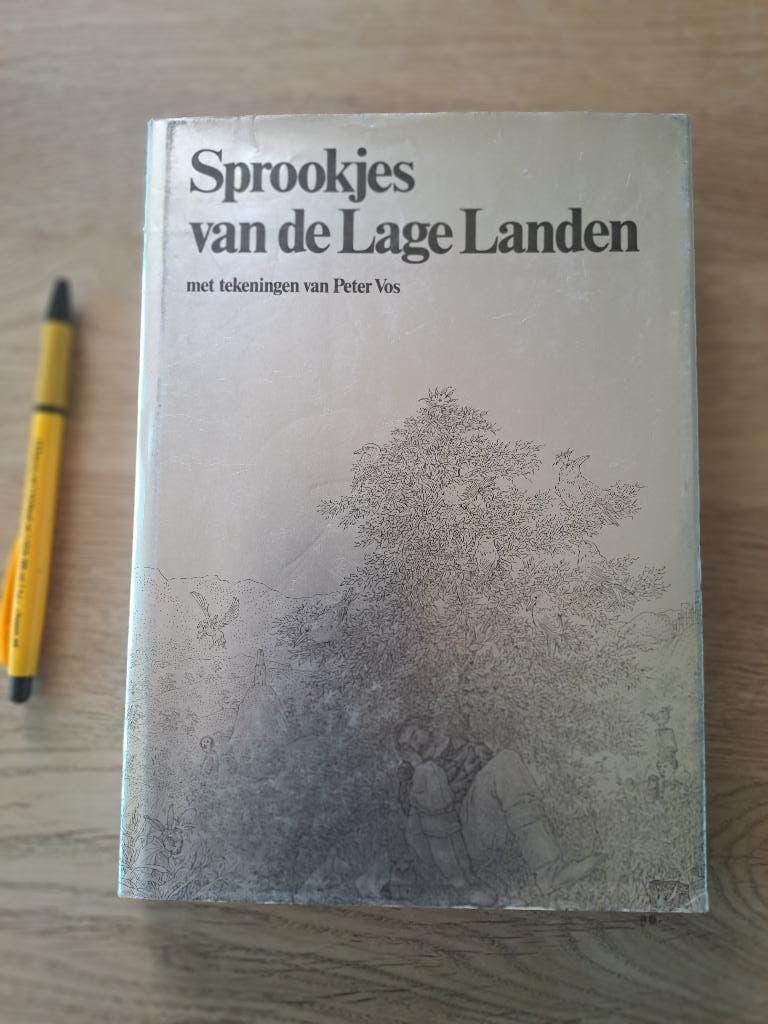 Sprookjes
van de Lage Landen
met tekeningen van Peter Vos